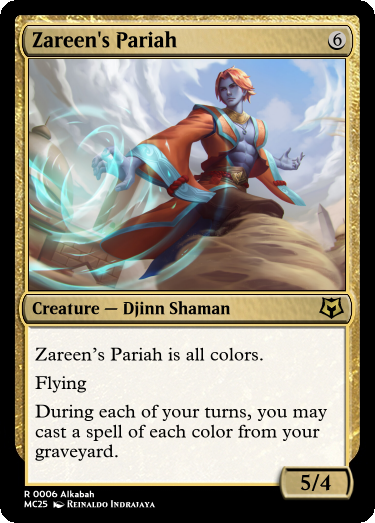 Zareen's Pariah 6
Creature — Djinn Shaman
Zareen's Pariah is all colors.
Flying
During each of your turns, you may
cast a spell of each color from your
graveyard.
5/4
R 0006 Alkabah
MC25 Reinaldo Indrajaya